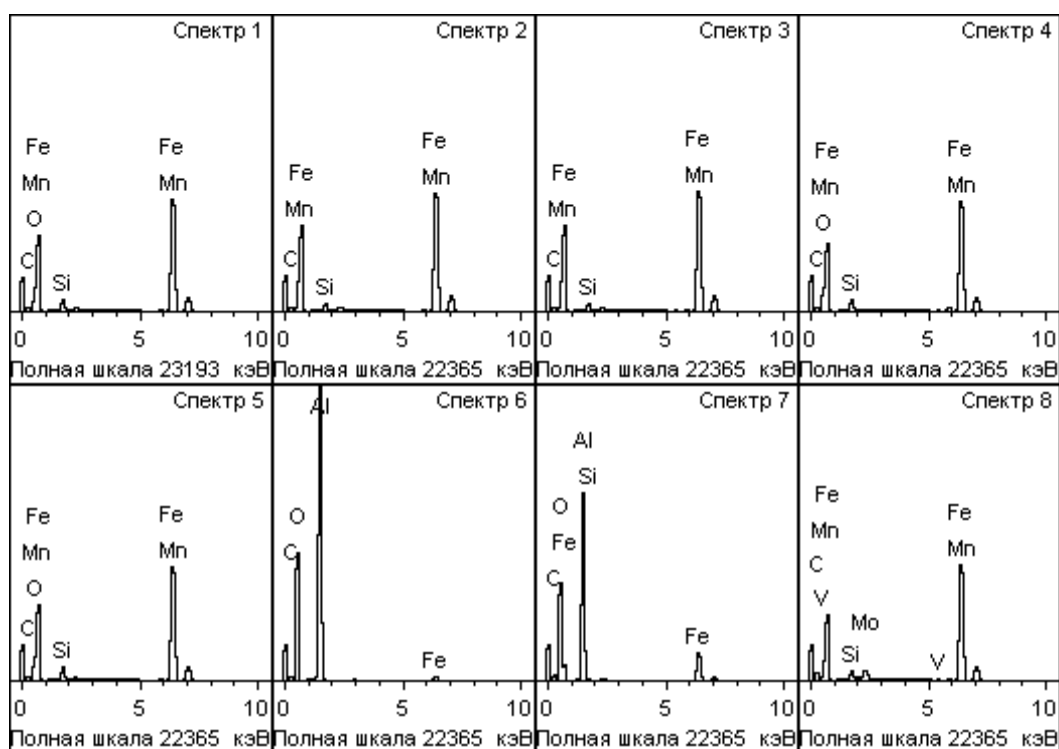 Спектр 1
Fe
Fe
Mn
Mn
O
C
Si
0 5 10
Полная шкала 23193 кэВ
Спектр 2
Fe
Fe
Mn
Mn
C
Si
0 5 10
Полная шкала 22365 кэВ
Спектр 3
Fe
Fe
Mn
Mn
C
Si
0 5 10
Полная шкала 22365 кэВ
Спектр 4
Fe
Fe
Mn
Mn
O
C
Si
0 5 10
Полная шкала 22365 кэВ
Спектр 5
Fe
Fe
Mn
Mn
O
C
Si
0 5 10
Полная шкала 22365 кэВ
Спектр 6
Al
O
C
Fe
0 5 10
Полная шкала 22365 кэВ
Спектр 7
Al
Si
O
Fe
C
Fe
0 5 10
Полная шкала 22365 кэВ
Спектр 8
Fe
Fe
Mn
Mn
C
V
Mo
Si
V
0 5 10
Полная шкала 22365 кэВ